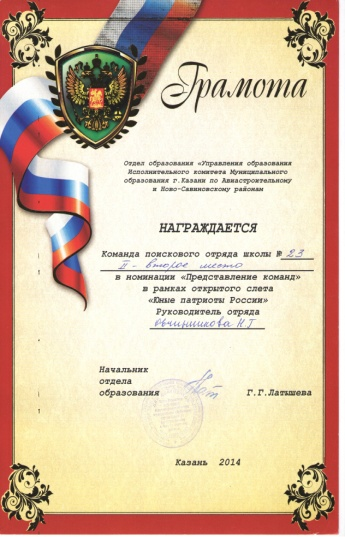 Грамота
Отдел образования «Управления образования
Исполнительного комитета Муниципального
образования г.Казани по Авиастроительному
и Ново-Савиновскому районам
НАГРАЖДАЕТСЯ
Команда поискового отряда школы № 23
II - второе место
в номинации «Представление команд»
в рамках открытого слета
«Юные патриоты России»
Руководитель отряда
Овчинникова Н.Г
Начальник
отдела
образования Г.Г.Латышева
Казань 2014